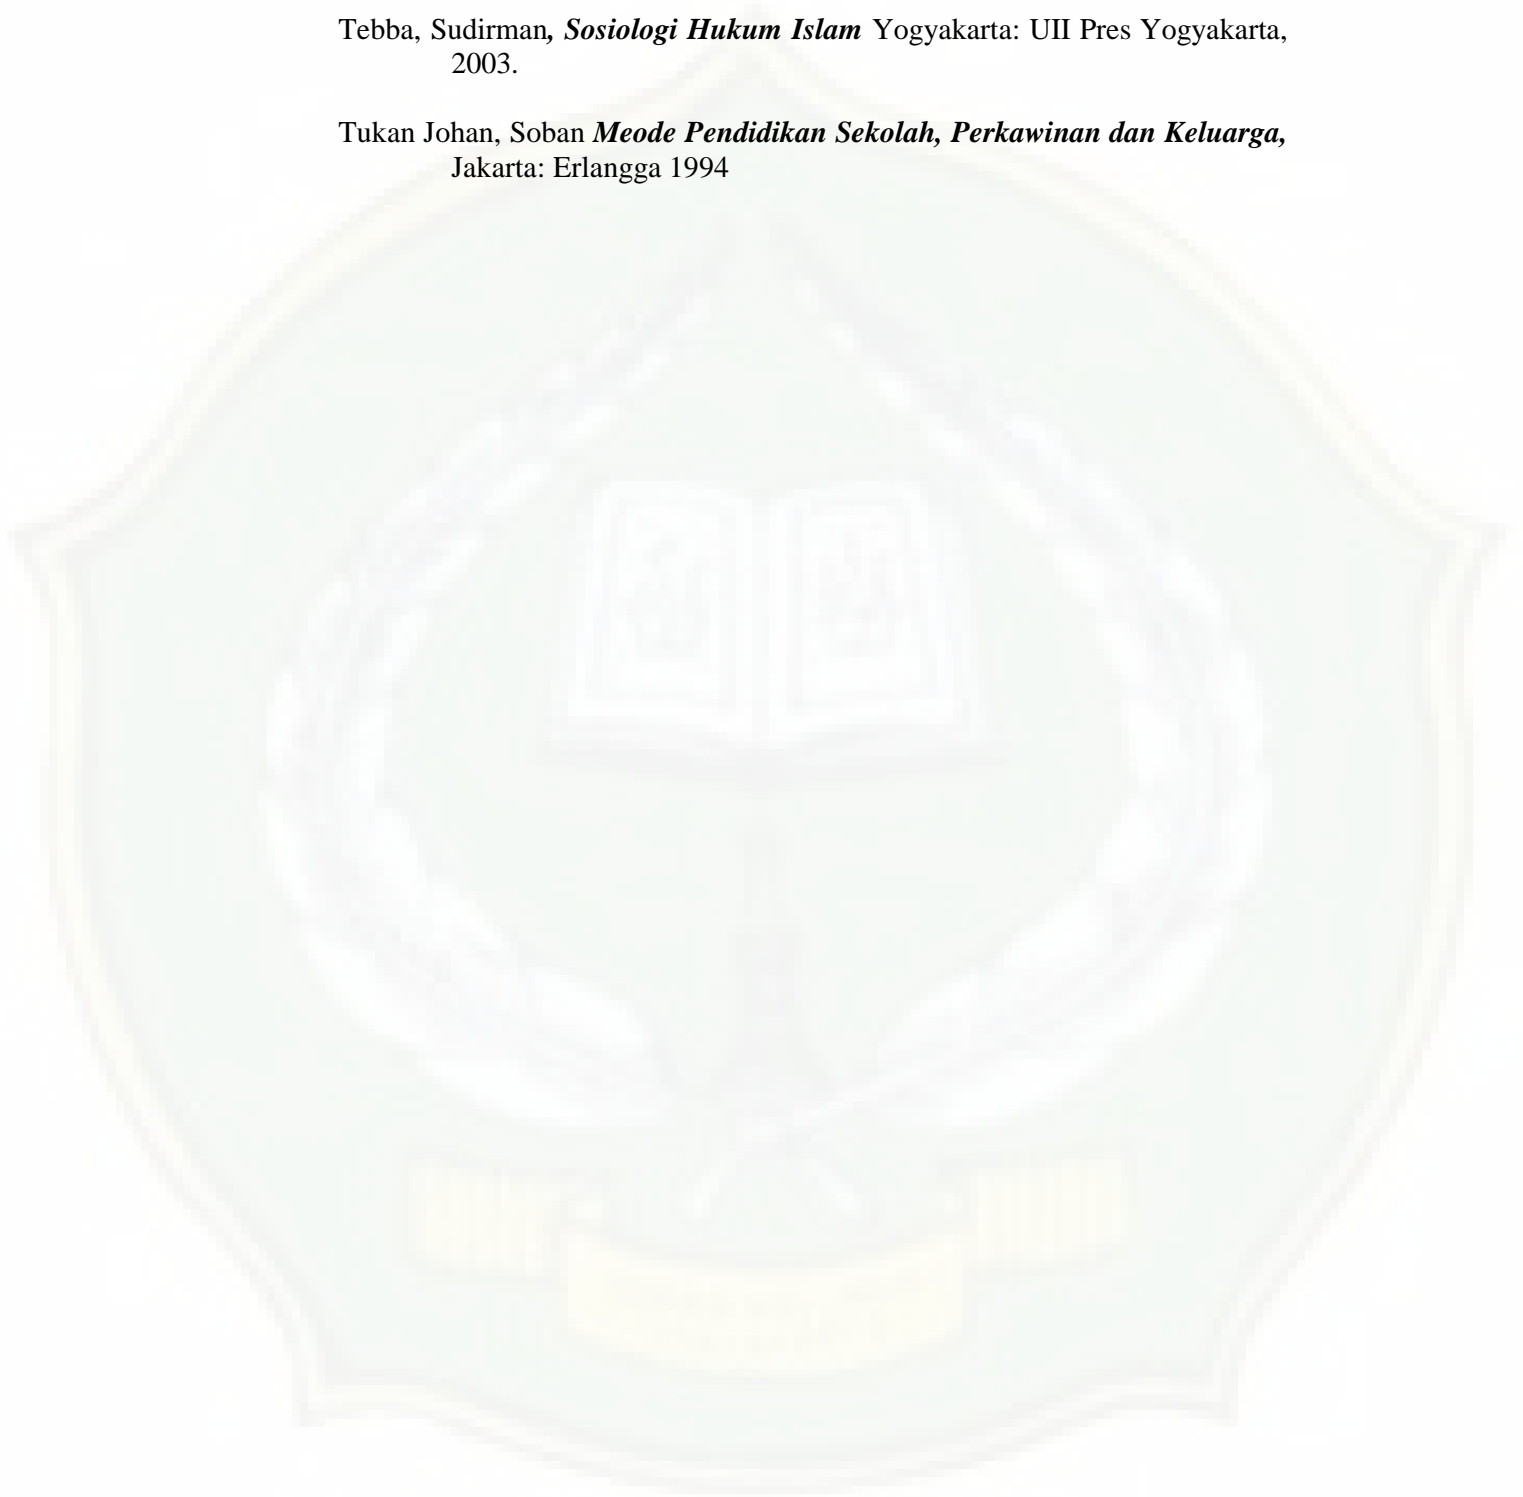 Tebba, Sudirman, Sosiologi Hukum Islam Yogyakarta: UII Pres Yogyakarta,
2003.
Tukan Johan, Soban Meode Pendidikan Sekolah, Perkawinan dan Keluarga,
Jakarta: Erlangga 1994